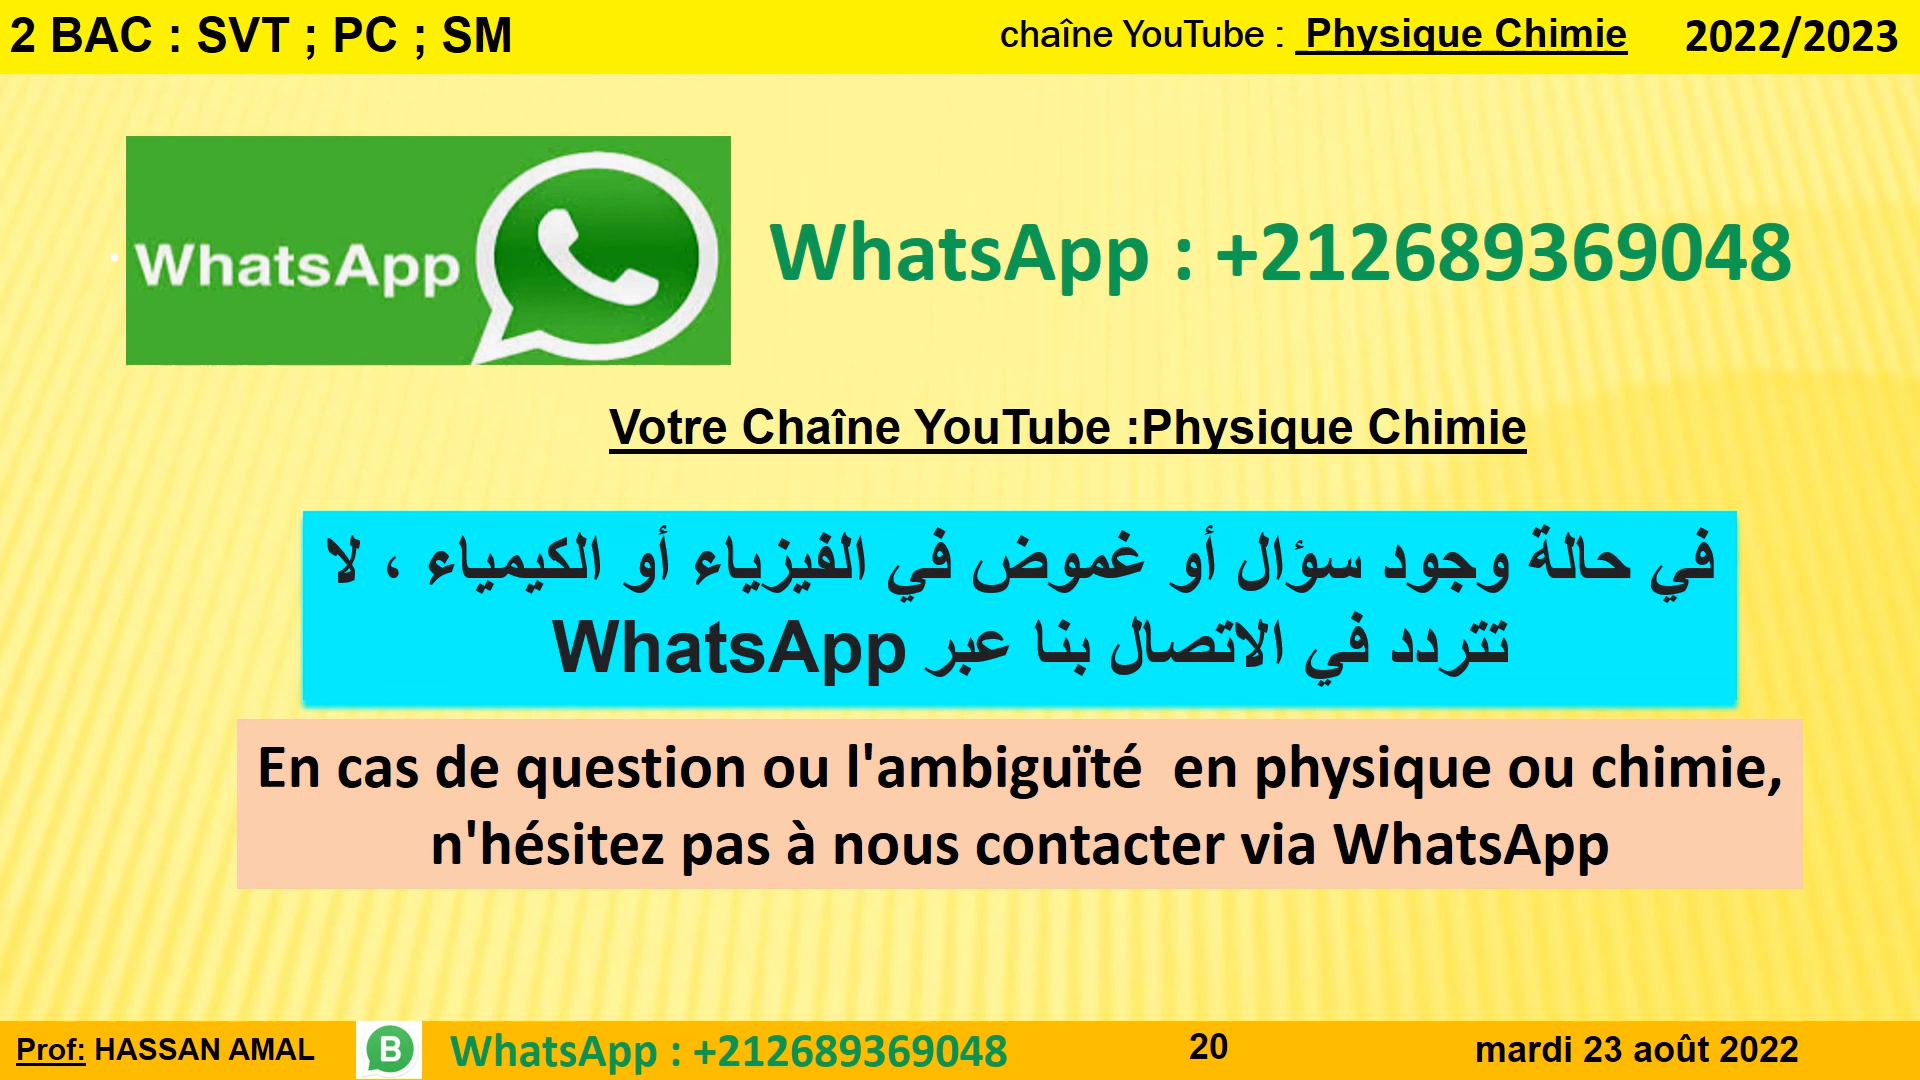 2 BAC : SVT ; PC ; SM
chaîne YouTube : Physique Chimie 2022/2023
WhatsApp
WhatsApp : +212689369048
Votre Chaîne YouTube :Physique Chimie
في حالة وجود سؤال أو غموض في الفيزياء أو الكيمياء ، لا
تتردد في الاتصال بنا عبر WhatsApp
En cas de question ou l'ambiguïté en physique ou chimie,
n'hésitez pas à nous contacter via WhatsApp
Prof: HASSAN AMAL
B
WhatsApp : +212689369048
20
mardi 23 août 2022